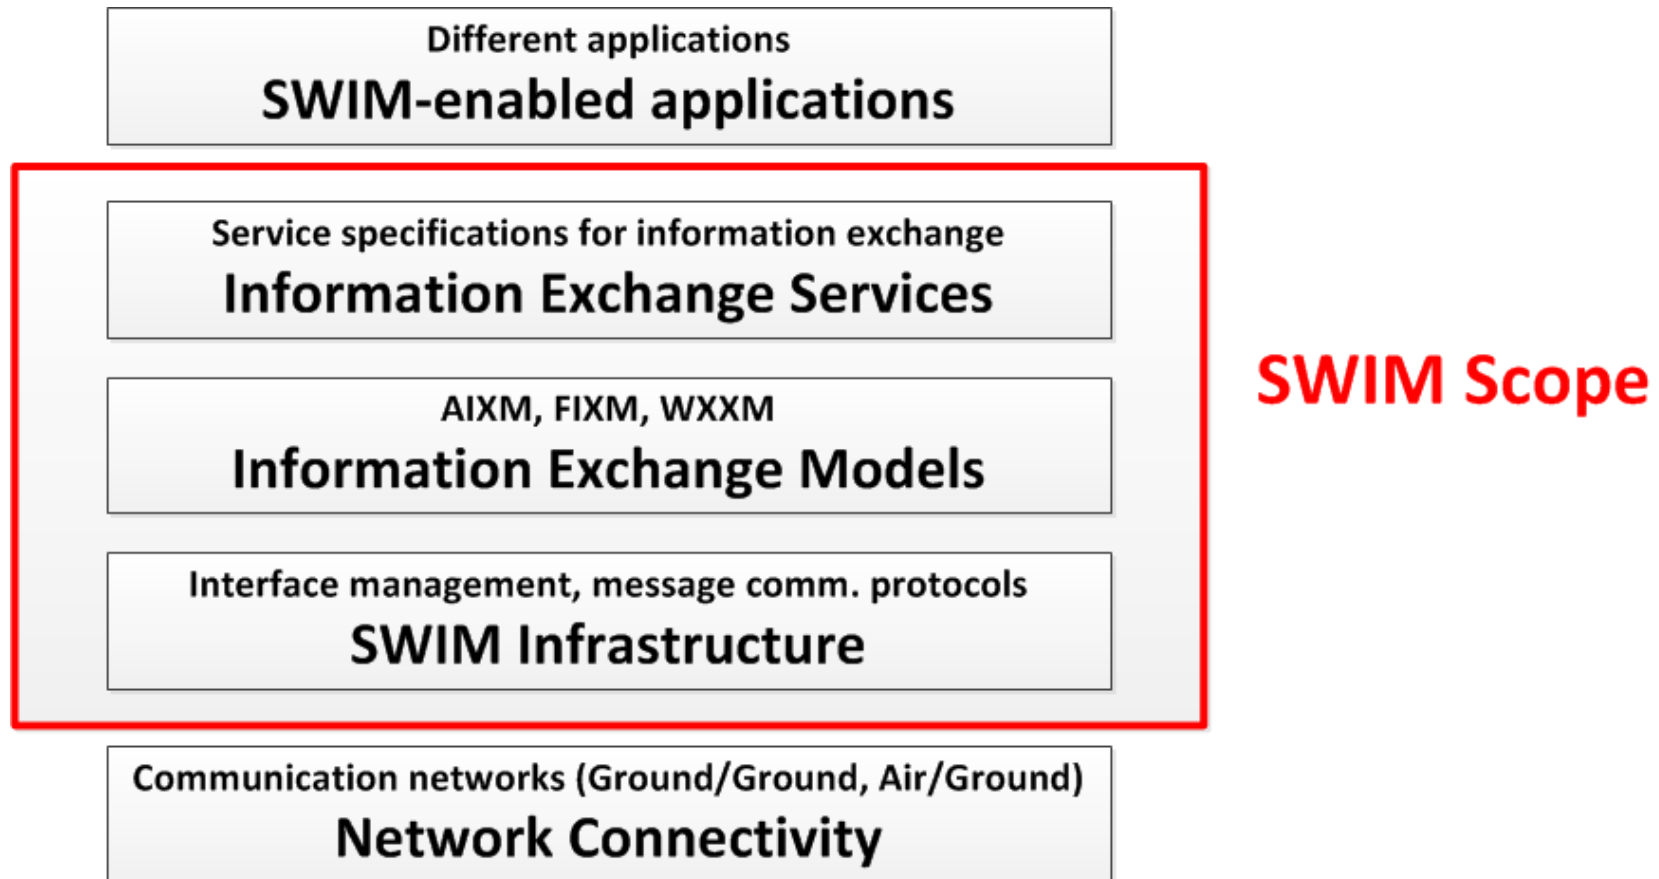 Different applications
SWIM-enabled applications
Service specifications for information exchange
Information Exchange Services
SWIM Scope
AIXM, FIXM, WXXM
Information Exchange Models
Interface management, message comm. protocols
SWIM Infrastructure
Communication networks (Ground/Ground, Air/Ground)
Network Connectivity